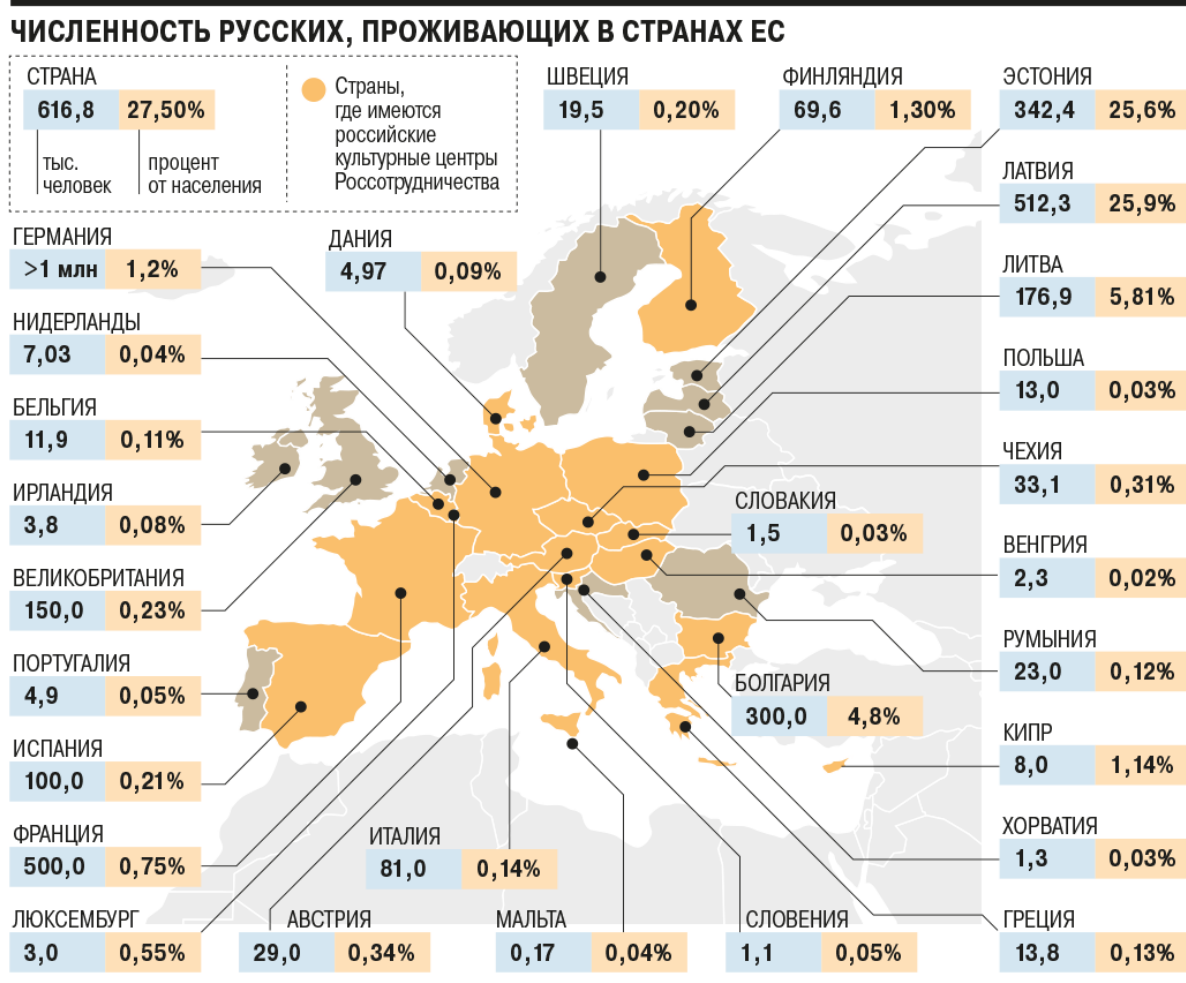 ЧИСЛЕННОСТЬ РУССКИХ, ПРОЖИВАЮЩИХ В СТРАНАХ ЕС
СТРАНА
616,8 27,50%
тыс.
человек
процент
от населения
Страны,
где имеются
российские
культурные центры
Россотрудничества
ШВЕЦИЯ
19,5 0,20%
ФИНЛЯНДИЯ
69,6 1,30%
ЭСТОНИЯ
342,4 25,6%
ЛАТВИЯ
512,3 25,9%
ЛИТВА
176,9 5,81%
ПОЛЬША
13,0 0,03%
ЧЕХИЯ
33,1 0,31%
СЛОВАКИЯ
1,5 0,03%
ВЕНГРИЯ
2,3 0,02%
РУМЫНИЯ
23,0 0,12%
БОЛГАРИЯ
300,0 4,8%
КИПР
8,0 1,14%
ХОРВАТИЯ
1,3 0,03%
ГРЕЦИЯ
13,8 0,13%
ГЕРМАНИЯ
>1 млн 1,2%
ДАНИЯ
4,97 0,09%
НИДЕРЛАНДЫ
7,03 0,04%
БЕЛЬГИЯ
11,9 0,11%
ИРЛАНДИЯ
3,8 0,08%
ВЕЛИКОБРИТАНИЯ
150,0 0,23%
ПОРТУГАЛИЯ
4,9 0,05%
ИСПАНИЯ
100,0 0,21%
ФРАНЦИЯ
500,0 0,75%
ИТАЛИЯ
81,0 0,14%
ЛЮКСЕМБУРГ
3,0 0,55%
АВСТРИЯ
29,0 0,34%
МАЛЬТА
0,17 0,04%
СЛОВЕНИЯ
1,1 0,05%